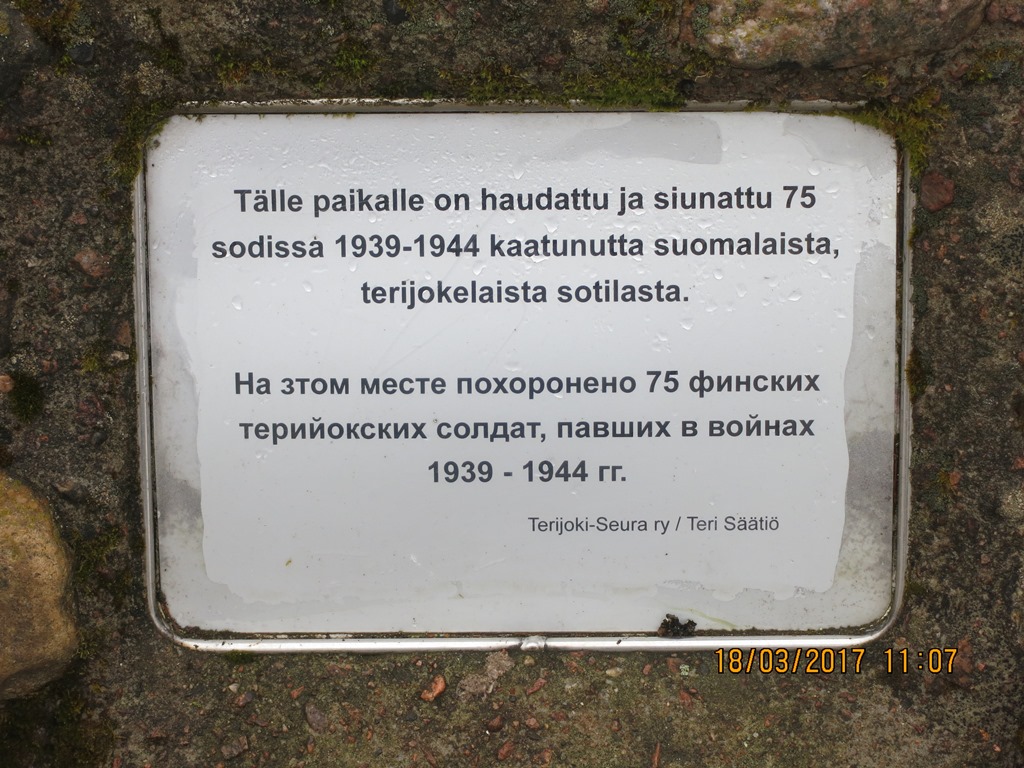 Tälle paikalle on haudattu ja siunattu 75
sodissa 1939-1944 kaatunutta suomalaista,
terijokelaista sotilasta.
На зтом месте похоронено 75 финских
терийокских солдат, павших в войнах
1939 - 1944 гг.
Terijoki-Seura ry / Teri Säätiö
18/03/2017 11:07